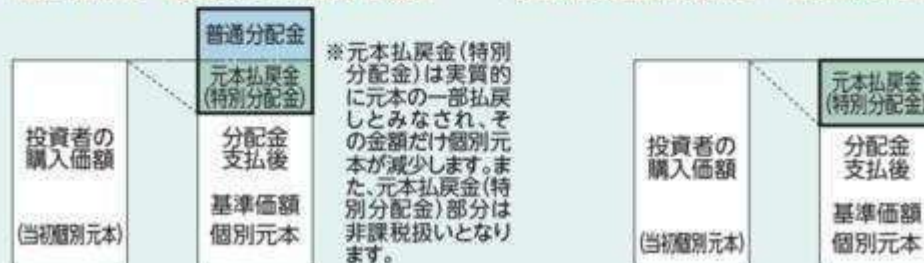 普通分配金
元本払戻金
(特別分配金)
投資者の
購入価額
(当初個別元本)
分配金
支払後
基準価額
個別元本
※元本払戻金(特別
分配金)は実質的
に元本の一部払戻
しとみなされ、そ
の金額だけ個別元
本が減少します。ま
た、元本払戻金(特
別分配金)部分は
非課税扱いとなり
ます。
投資者の
購入価額
(当初個別元本)
元本払戻金
(特別分配金)
分配金
支払後
基準価額
個別元本